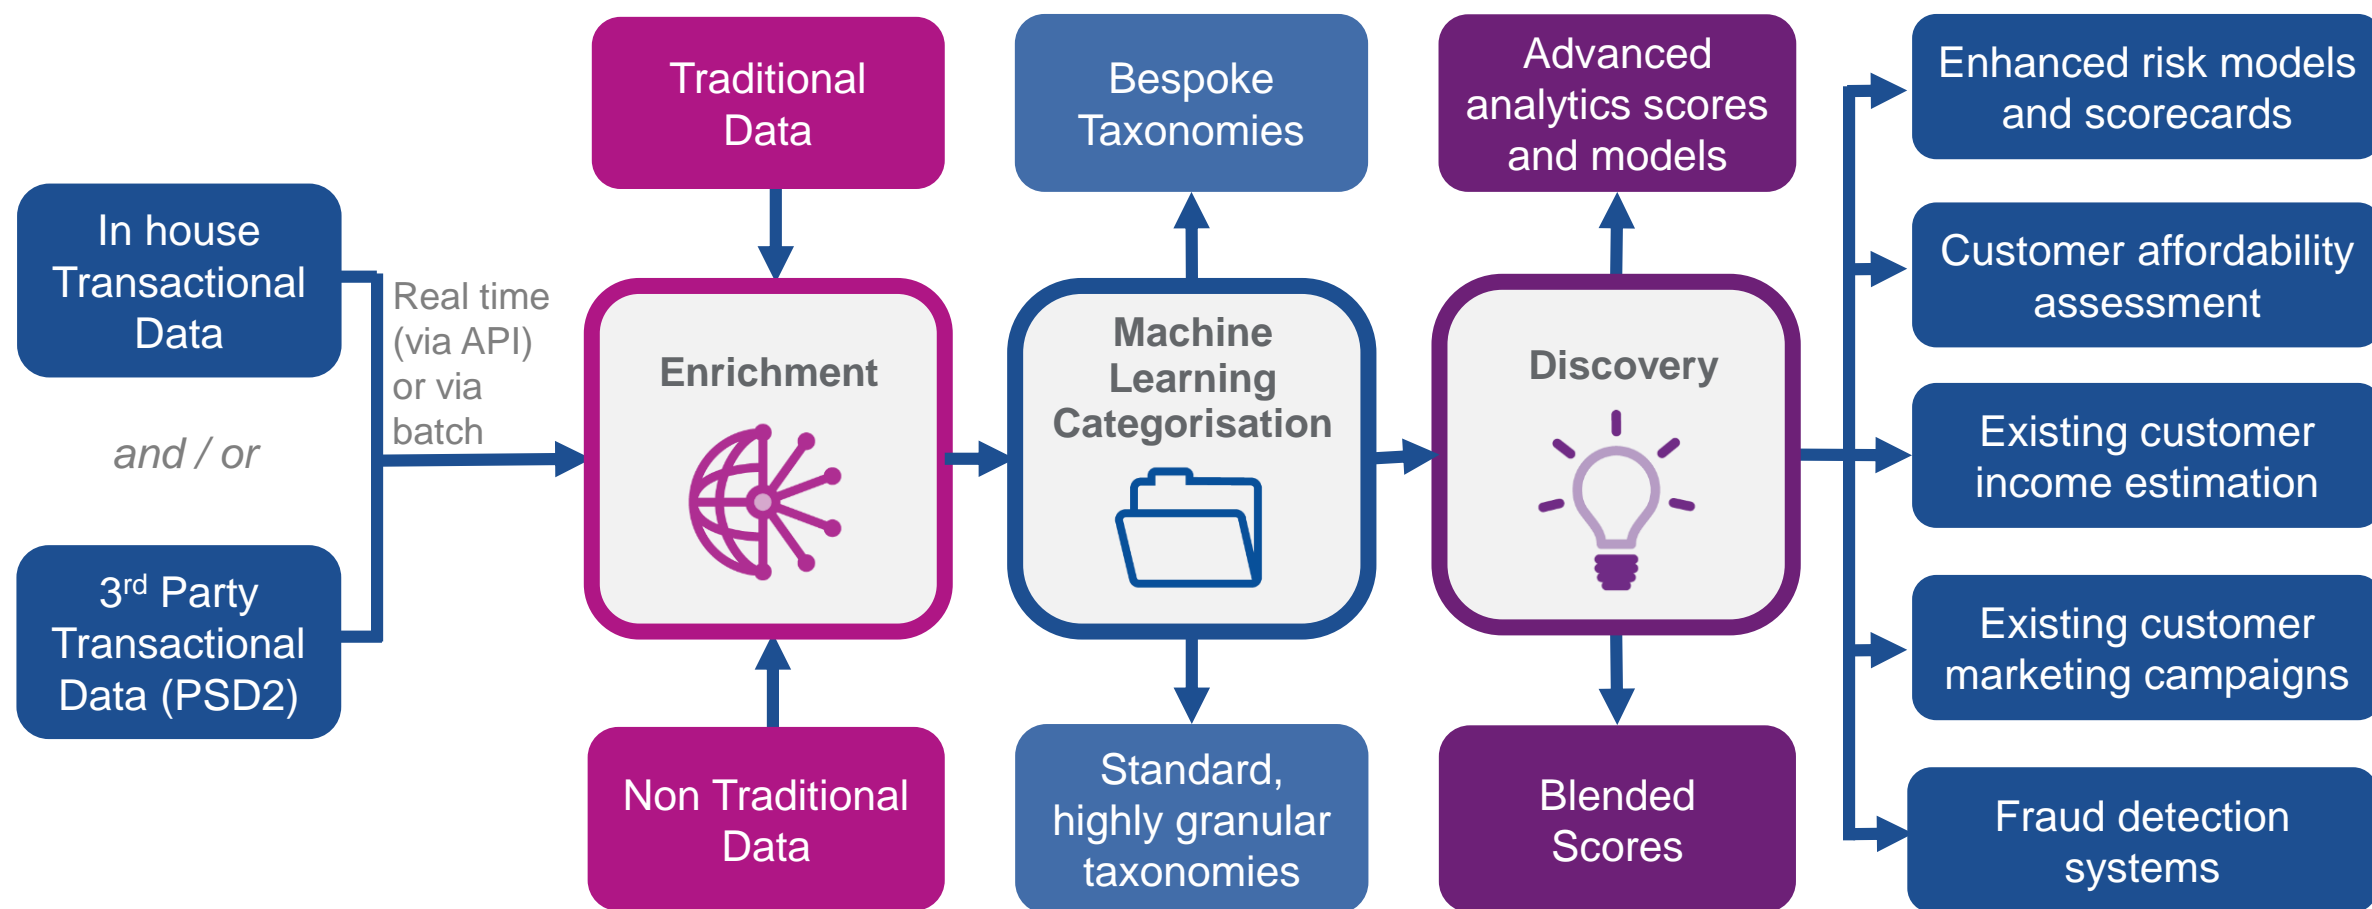 In house
Transactional
Data
and / or
3rd Party
Transactional
Data (PSD2)
Real time
(via API)
or via
batch
Traditional
Data
Enrichment
Non Traditional
Data
Bespoke
Taxonomies
Machine
Learning
Categorisation
Standard,
highly granular
taxonomies
Advanced
analytics scores
and models
Discovery
Blended
Scores
Enhanced risk models
and scorecards
Customer affordability
assessment
Existing customer
income estimation
Existing customer
marketing campaigns
Fraud detection
systems